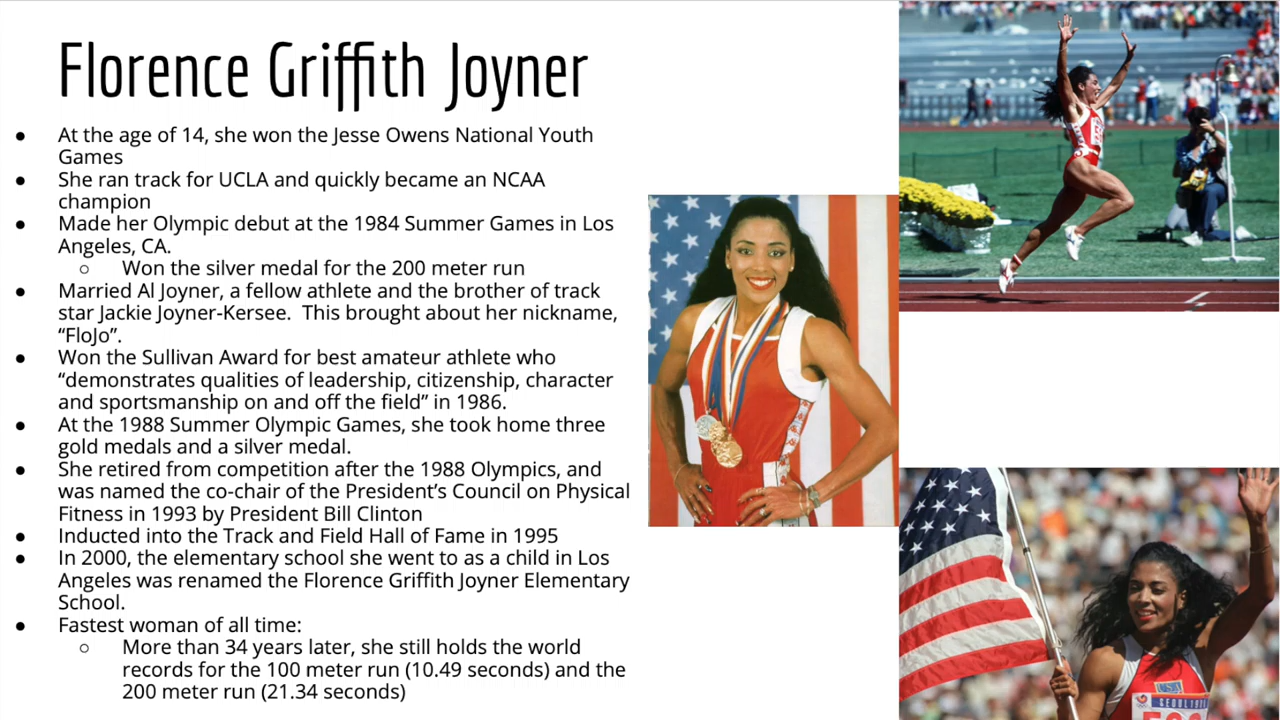 Florence Griffith Joyner
● At the age of 14, she won the Jesse Owens National Youth
Games
● She ran track for UCLA and quickly became an NCAA
champion
● Made her Olympic debut at the 1984 Summer Games in Los
Angeles, CA.
○ Won the silver medal for the 200 meter run
● Married Al Joyner, a fellow athlete and the brother of track
star Jackie Joyner-Kersee.  This brought about her nickname,
“FloJo”.
● Won the Sullivan Award for best amateur athlete who
“demonstrates qualities of leadership, citizenship, character
and sportsmanship on and off the field” in 1986.
● At the 1988 Summer Olympic Games, she took home three
gold medals and a silver medal.
● She retired from competition after the 1988 Olympics, and
was named the co-chair of the President’s Council on Physical
Fitness in 1993 by President Bill Clinton
● Inducted into the Track and Field Hall of Fame in 1995
● In 2000, the elementary school she went to as a child in Los
Angeles was renamed the Florence Griffith Joyner Elementary
School.
● Fastest woman of all time:
○ More than 34 years later, she still holds the world
records for the 100 meter run (10.49 seconds) and the
200 meter run (21.34 seconds)
USA